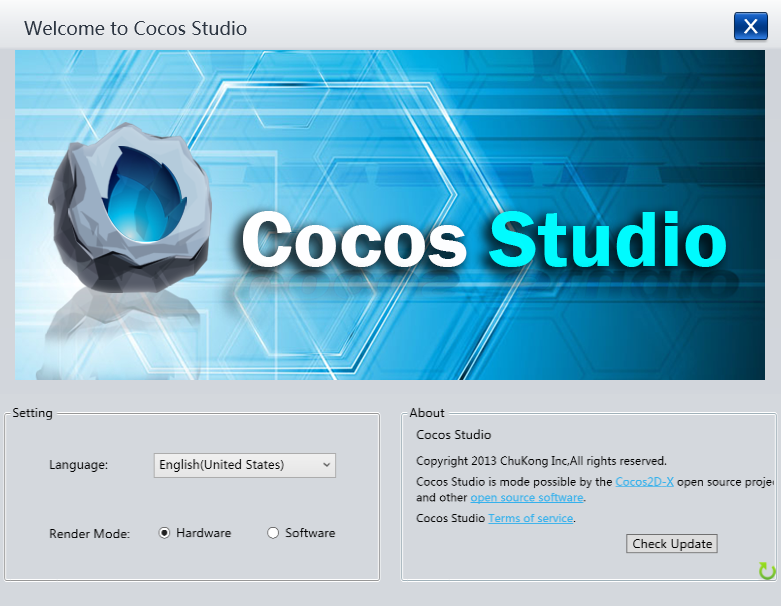 Welcome to Cocos Studio
X
Cocos Studio
Setting
Language: English(United States)
Render Mode: Hardware Software
About
Cocos Studio
Copyright 2013 ChuKong Inc,All rights reserved.
Cocos Studio is mode possible by the Cocos2D-X open source proje
and other open source software.
Cocos Studio Terms of service.
Check Update